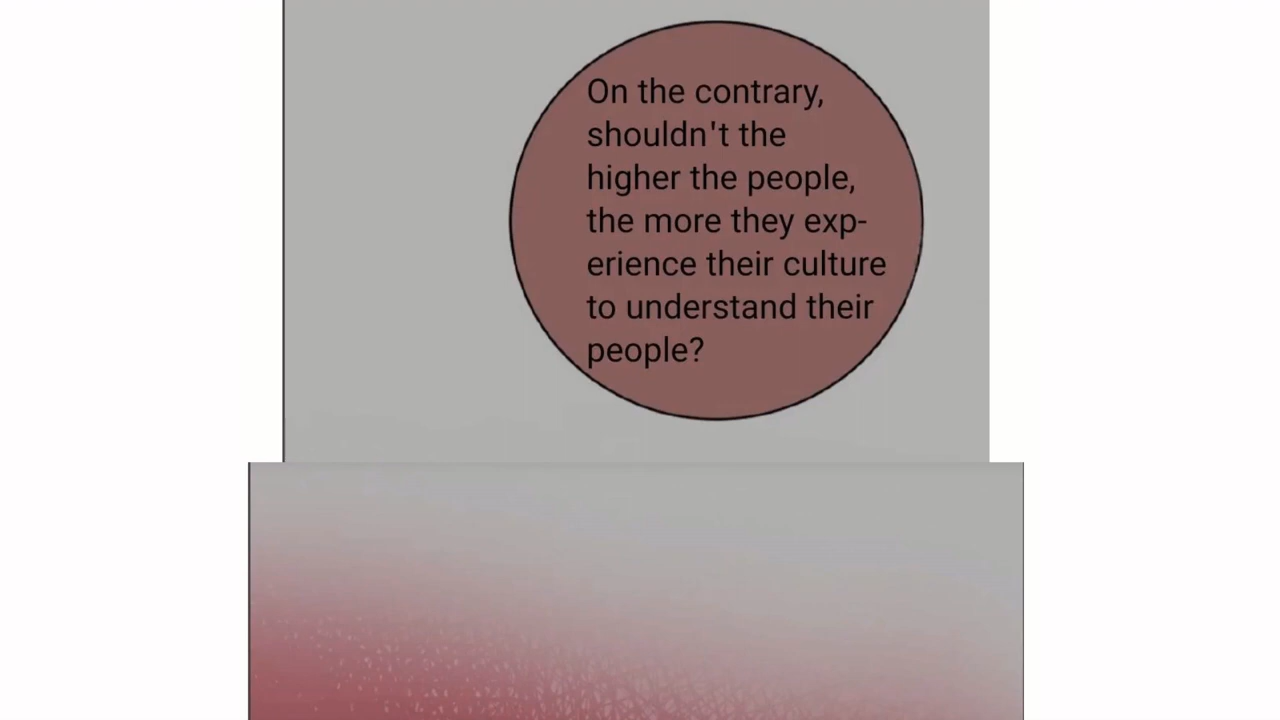 On the contrary,
shouldn't the
higher the people,
the more they exp-
erience their culture
to understand their
people?